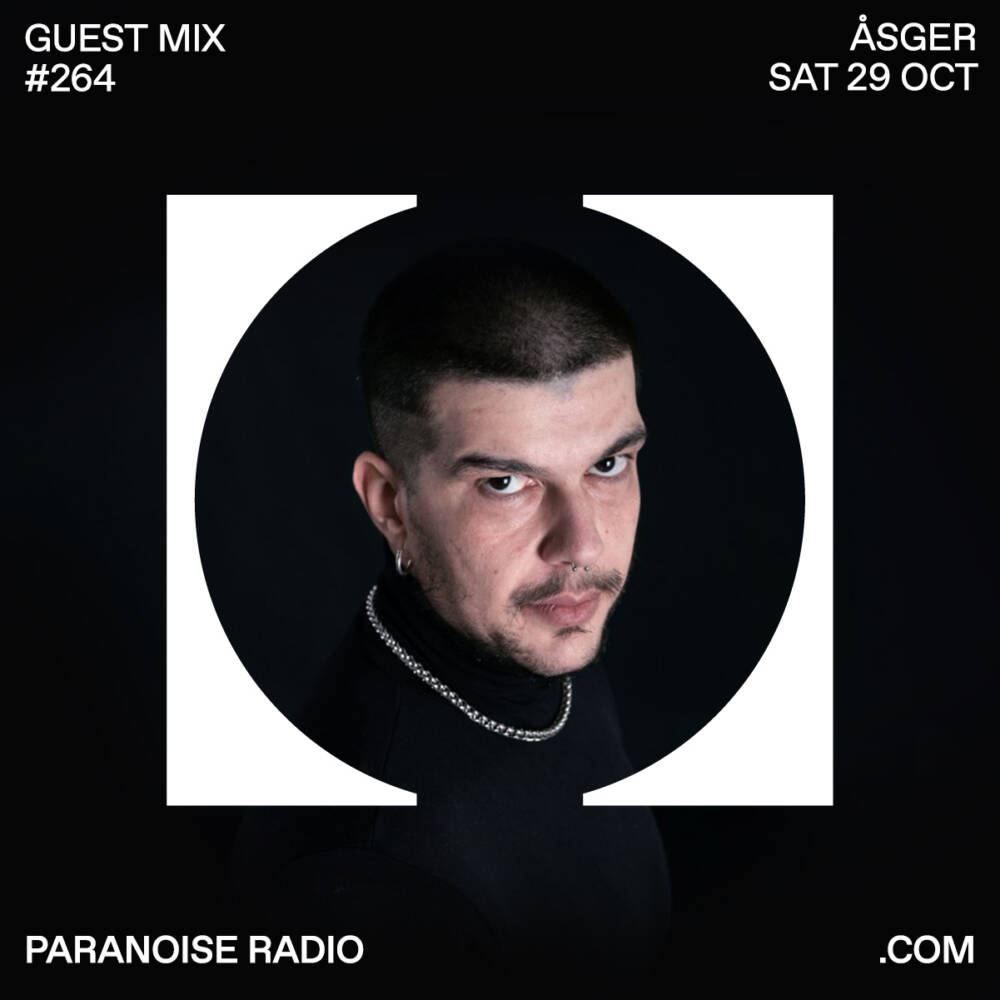 GUEST MIX
#264
ÅSGER
SAT 29 OCT
PARANOISE RADIO
.COM